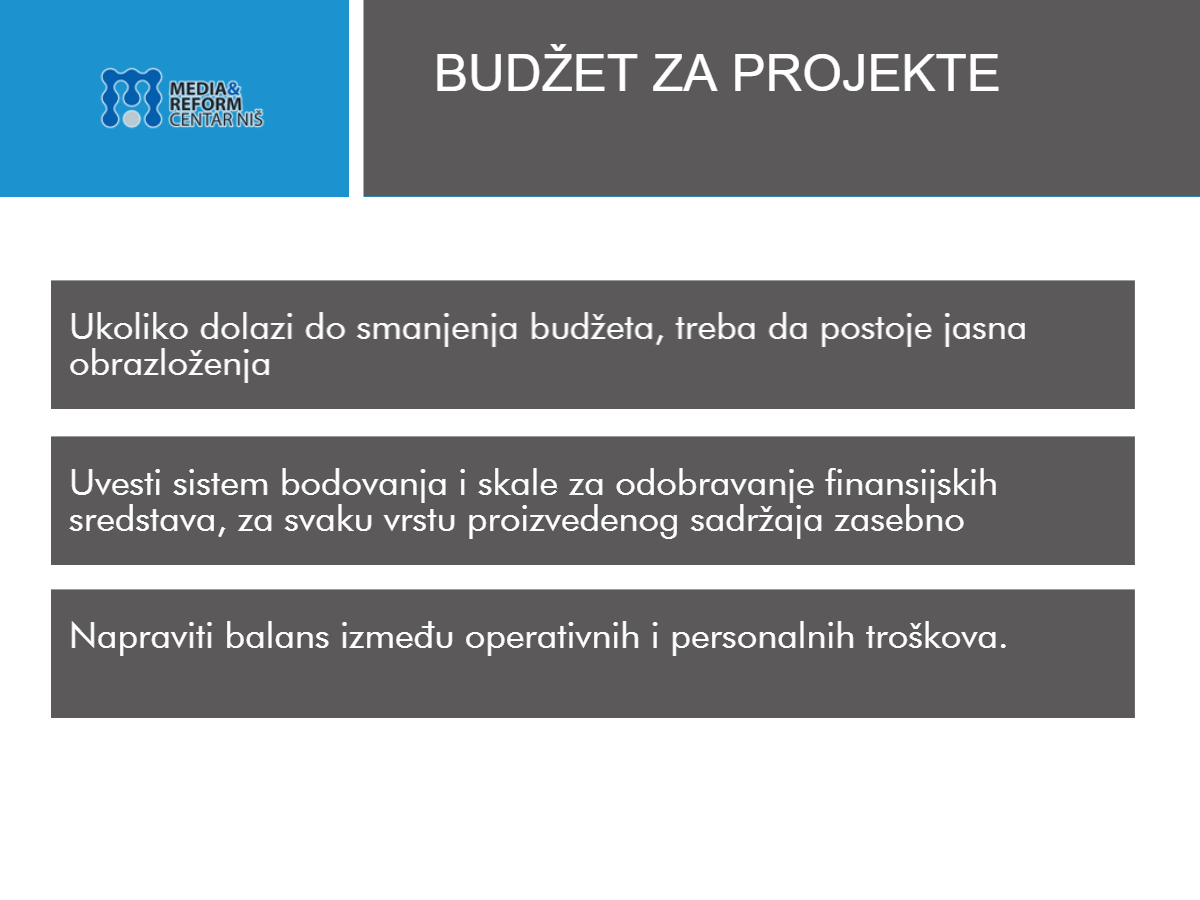 MEDIA&
REFORM
CENTAR NIŠ
BUDŽET ZA PROJEKTE
Ukoliko dolazi do smanjenja budžeta, treba da postoje jasna
obrazloženja
Uvesti sistem bodovanja i skale za odobravanje finansijskih
sredstava, za svaku vrstu proizvedenog sadržaja zasebno
Napraviti balans između operativnih i personalnih troškova.